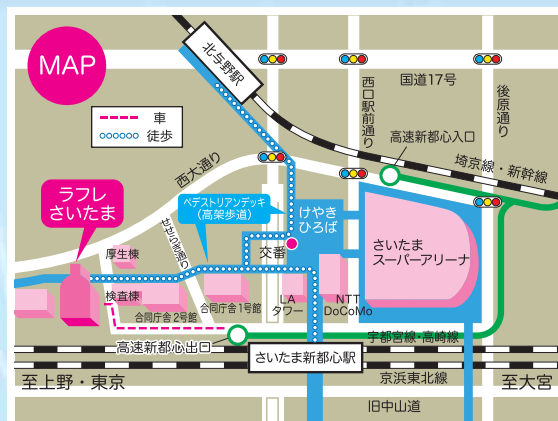 MAP
車
徒歩
北与野駅
国道17号
西口駅前通り
後原通り
高速新都心入口
埼京線・新幹線
西大通り
ラフレ
さいたま
ペデストリアンデッキ
(高架歩道)
けやき
ひろば
さいたま
スーパーアリーナ
せせらぎ通り
交番
厚生棟
検査棟
合同庁舎2号館
合同庁舎1号館
LA
タワー
NTT
DoCoMo
高速新都心出口
宇都宮線・高崎線
さいたま新都心駅
至上野・東京
京浜東北線
至大宮
旧中山道